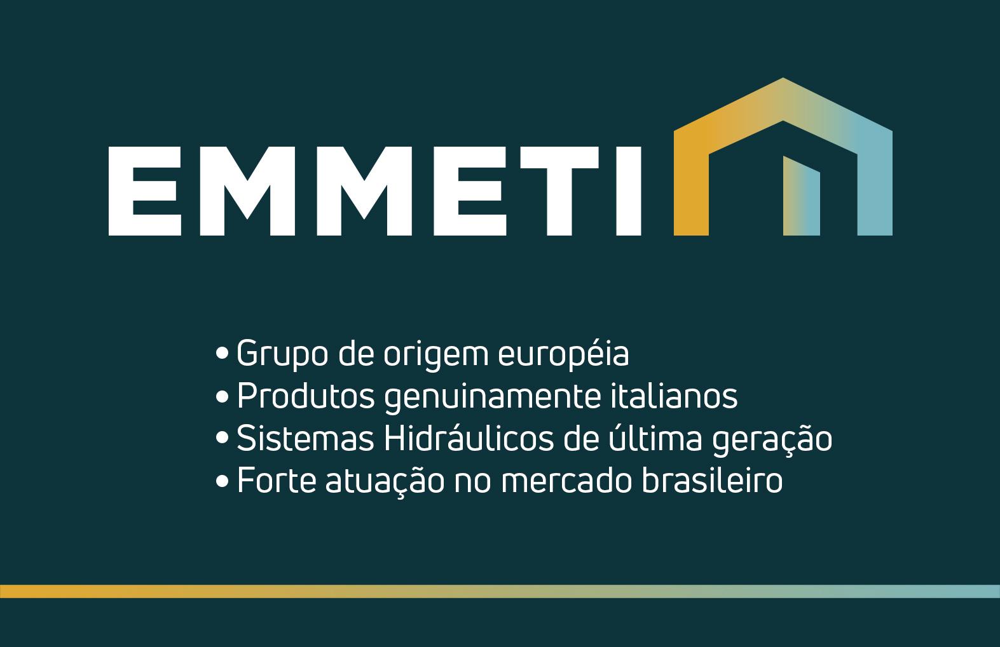 EMMETI
• Grupo de origem européia
• Produtos genuinamente italianos
• Sistemas Hidráulicos de última geração
• Forte atuação no mercado brasileiro